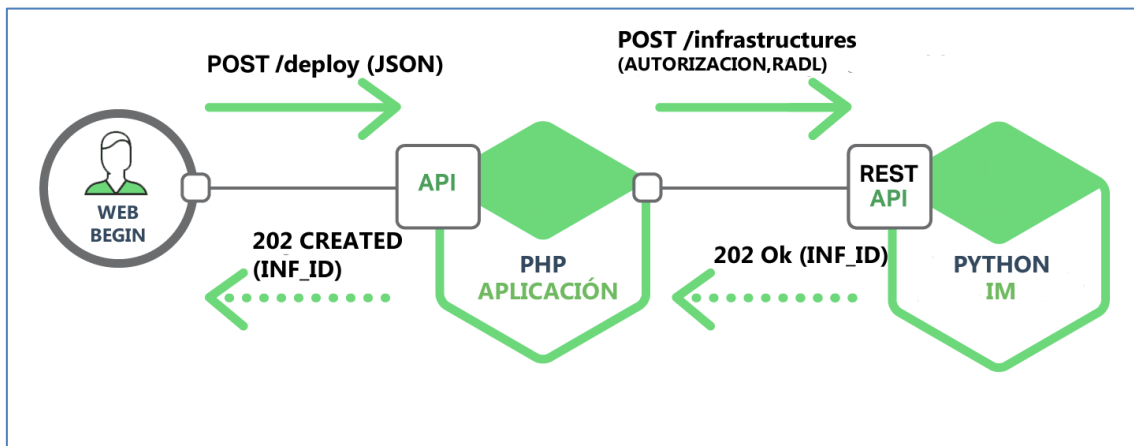 POST /deploy (JSON)
POST /infrastructures
(AUTORIZACION,RADL)
WEB
BEGIN
API
REST
API
202 CREATED
(INF_ID)
PHP
APLICACIÓN
202 Ok (INF_ID)
PYTHON
IM